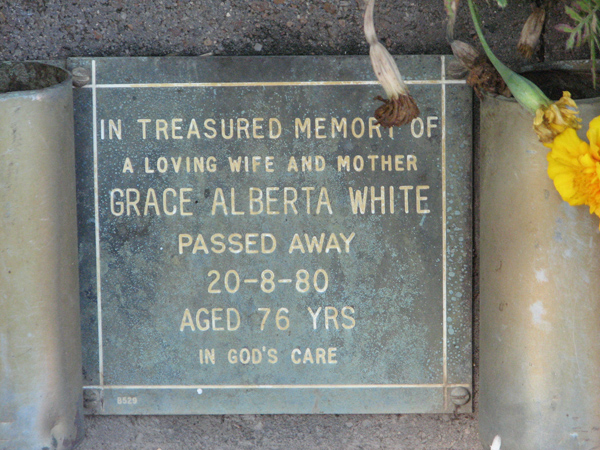 IN TREASURED MEMORY OF
A LOVING WIFE AND MOTHER
GRACE ALBERTA WHITE
PASSED AWAY
20-8-80
AGED 76 YRS
IN GOD'S CARE